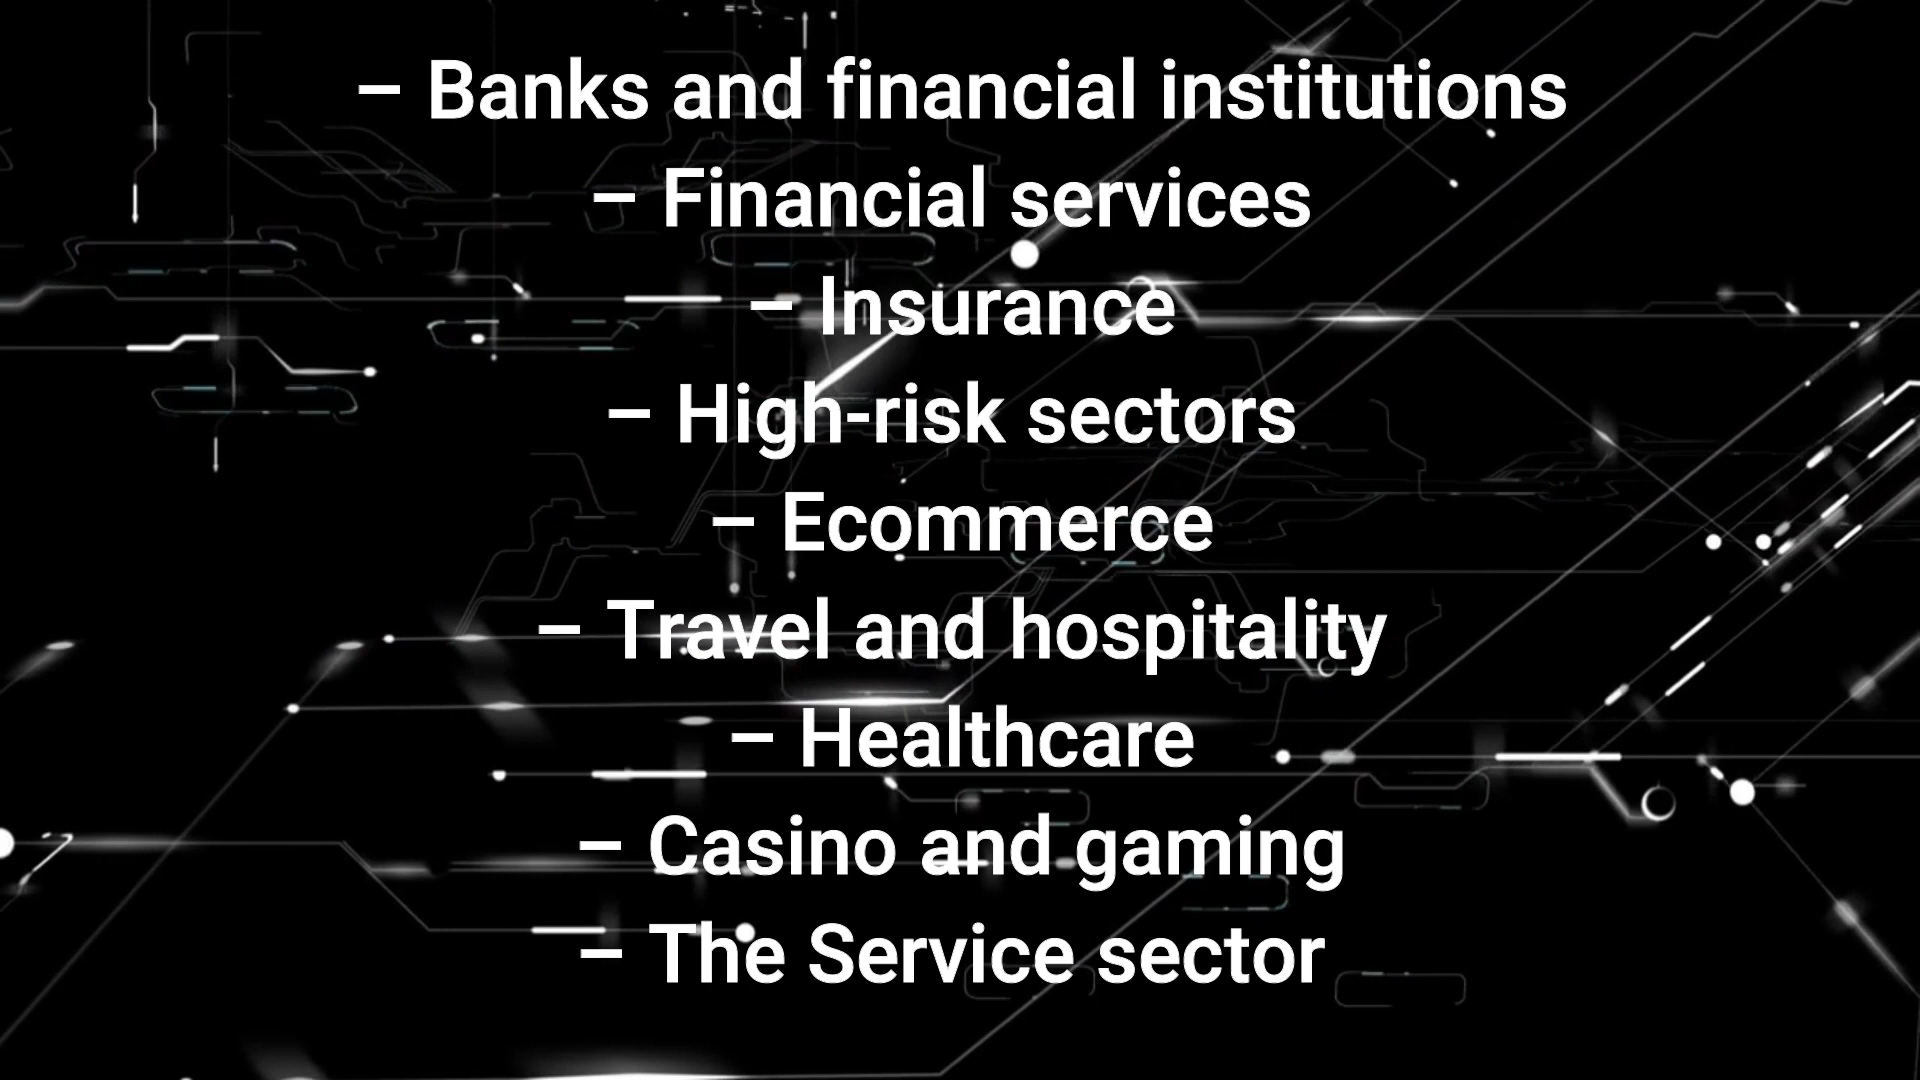 – Banks and financial institutions
– Financial services
– Insurance
– High-risk sectors
– Ecommerce
– Travel and hospitality
– Healthcare
– Casino and gaming
– The Service sector